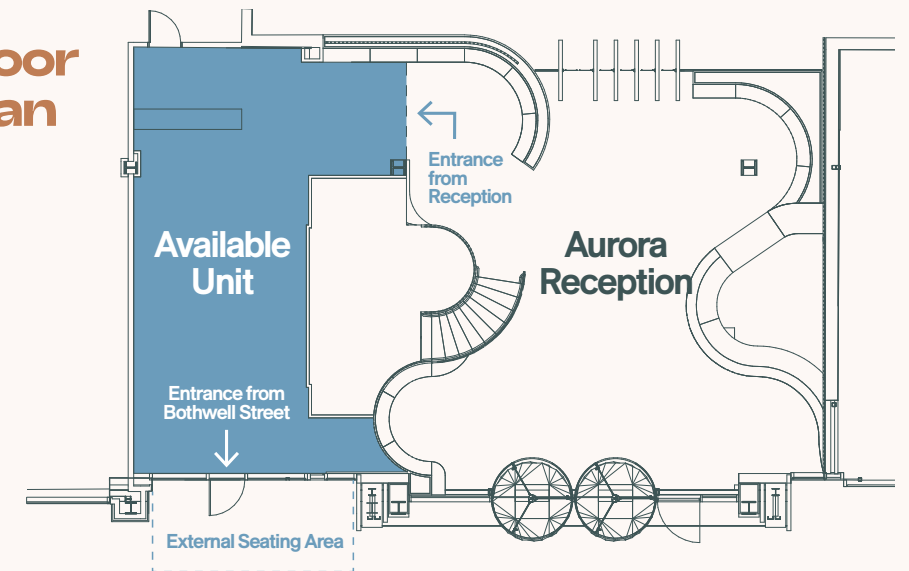 oor
an
Entrance
from
Reception
Available
Unit
Aurora
Reception
Entrance from
Bothwell Street
External Seating Area